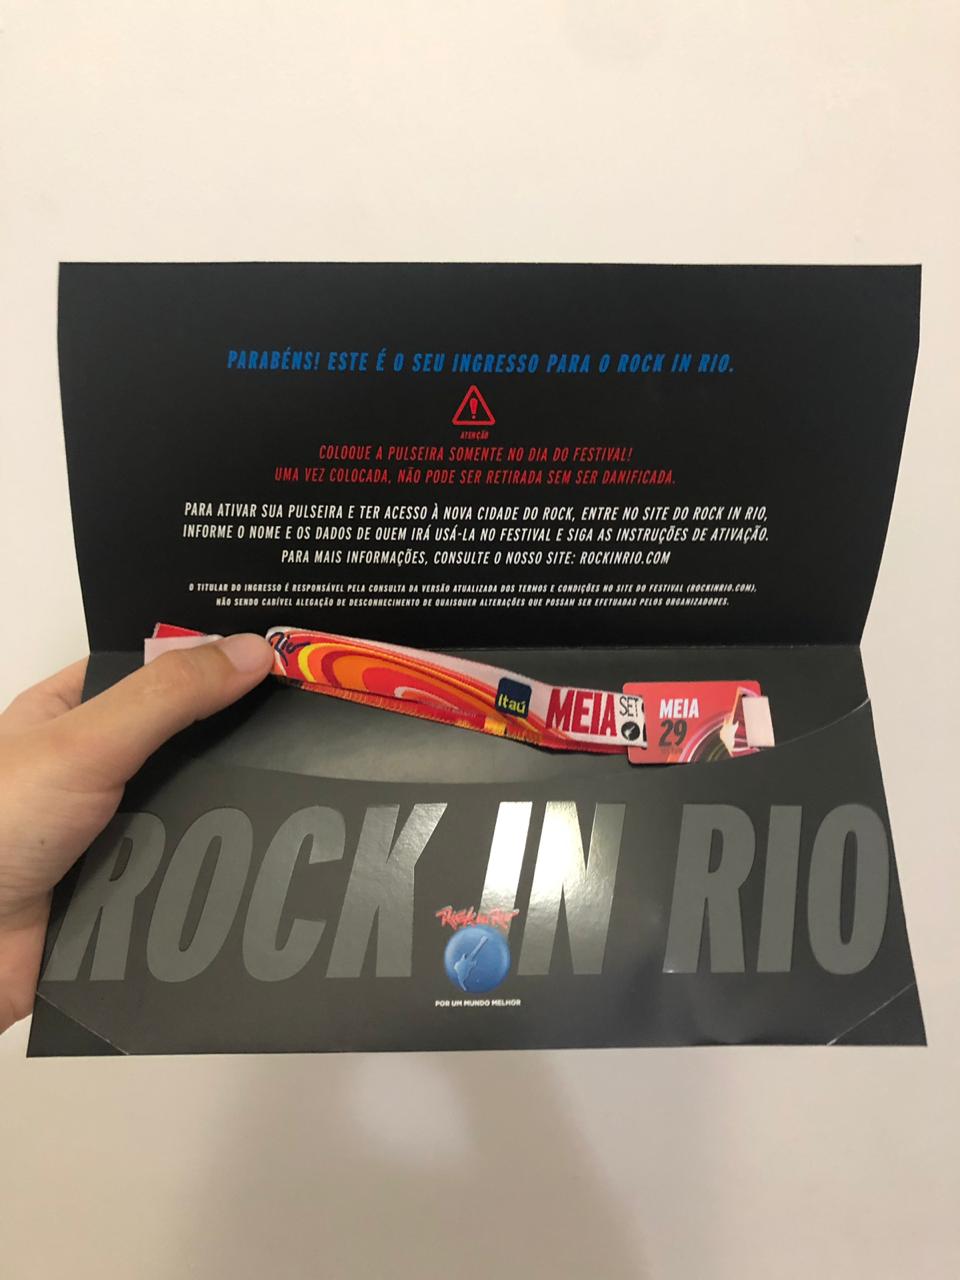 PARABÉNS! ESTE É O SEU INGRESSO PARA O ROCK IN RIO.
ATENÇÃO
COLOQUE A PULSEIRA SOMENTE NO DIA DO FESTIVAL!
UMA VEZ COLOCADA, NÃO PODE SER RETIRADA SEM SER DANIFICADA.
PARA ATIVAR SUA PULSEIRA E TER ACESSO À NOVA CIDADE DO ROCK, ENTRE NO SITE DO ROCK IN RIO,
INFORME O NOME E OS DADOS DE QUEM IRÁ USÁ-LA NO FESTIVAL E SIGA AS INSTRUÇÕES DE ATIVAÇÃO.
PARA MAIS INFORMAÇÕES, CONSULTE O NOSSO SITE: ROCKINRIO.COM
O TITULAR DO INGRESSO É RESPONSÁVEL PELA CONSULTA DA VERSÃO ATUALIZADA DOS TERMOS E CONDIÇÕES NO SITE DO FESTIVAL (ROCKINRIO.COM),
NÃO SENDO CABÍVEL ALEGAÇÃO DE DESCONHECIMENTO DE QUAISQUER ALTERAÇÕES QUE POSSAM SER EFETUADAS PELOS ORGANIZADORES.
Rio
Itaú
MEIA
SET
MEIA
29
ROCK IN RIO
Rock in Rio
POR UM MUNDO MELHOR